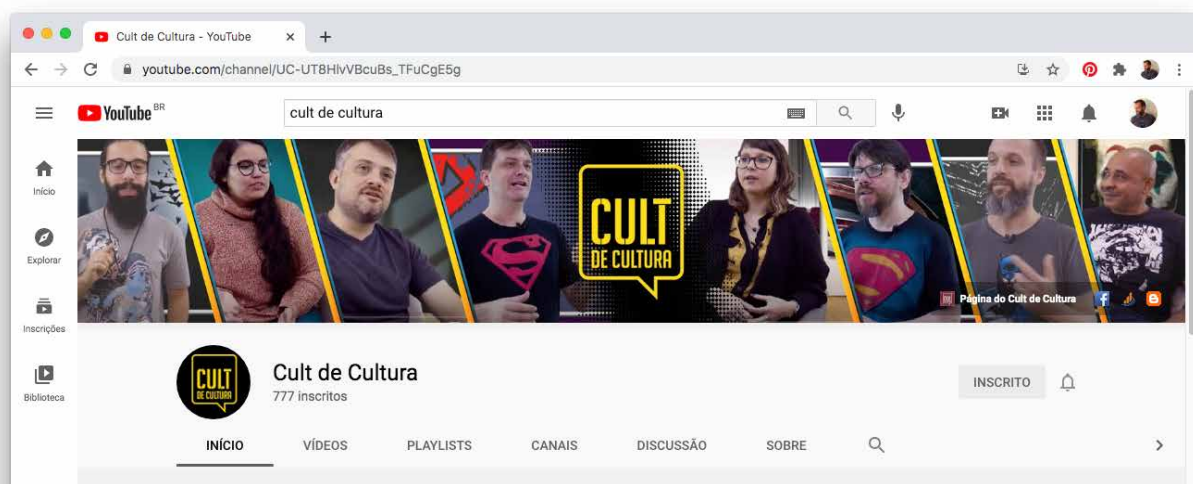 Cult de Cultura - YouTube
youtube.com/channel/UC-UT8HlvVBcuBs_TFuCgE5g
YouTube BR
cult de cultura
Início
Explorar
Inscrições
Biblioteca
CULT
DE CULTURA
Página do Cult de Cultura
CULT
DE CULTURA
Cult de Cultura
777 inscritos
INSCRITO
INÍCIO VÍDEOS PLAYLISTS CANAIS DISCUSSÃO SOBRE